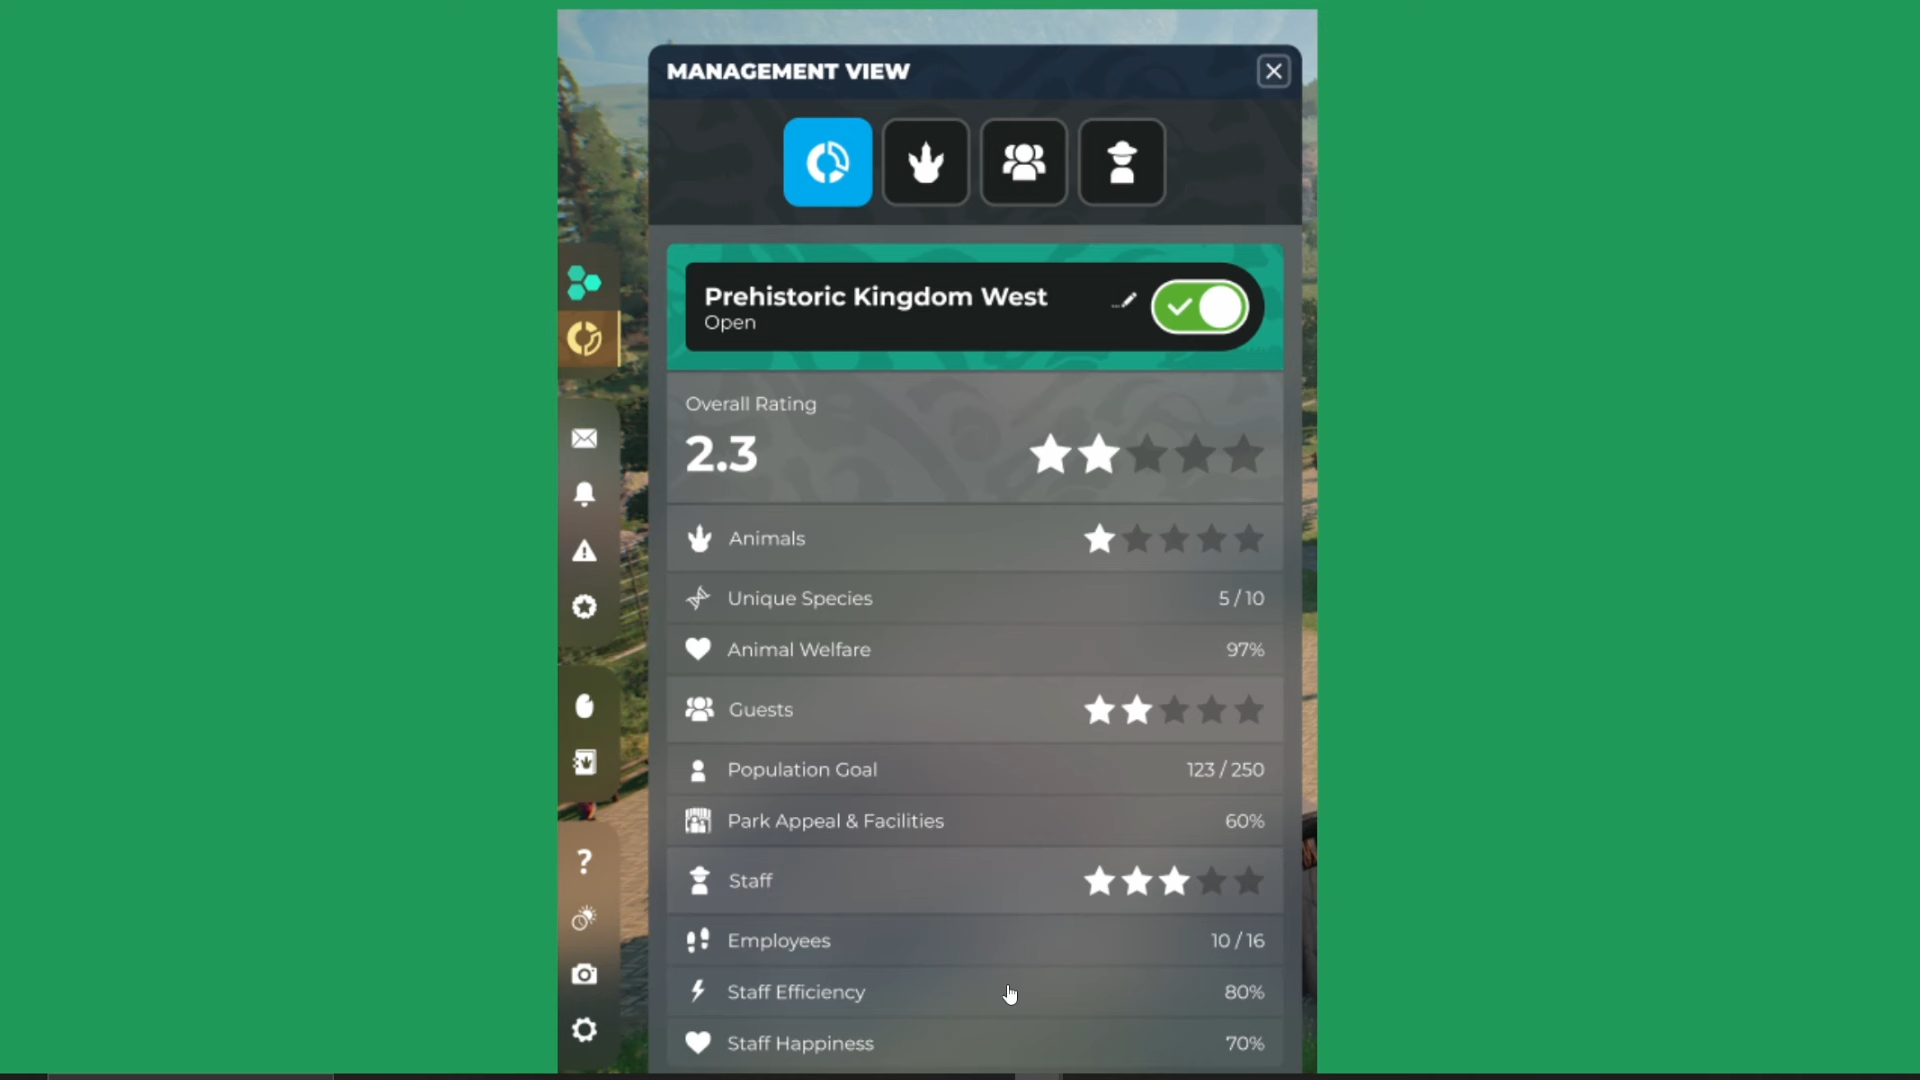 MANAGEMENT VIEW
Prehistoric Kingdom West
Open
Overall Rating
2.3
Animals
Unique Species 5 / 10
Animal Welfare 97%
Guests
Population Goal 123 / 250
Park Appeal & Facilities 60%
Staff
Employees 10 / 16
Staff Efficiency 80%
Staff Happiness 70%
?